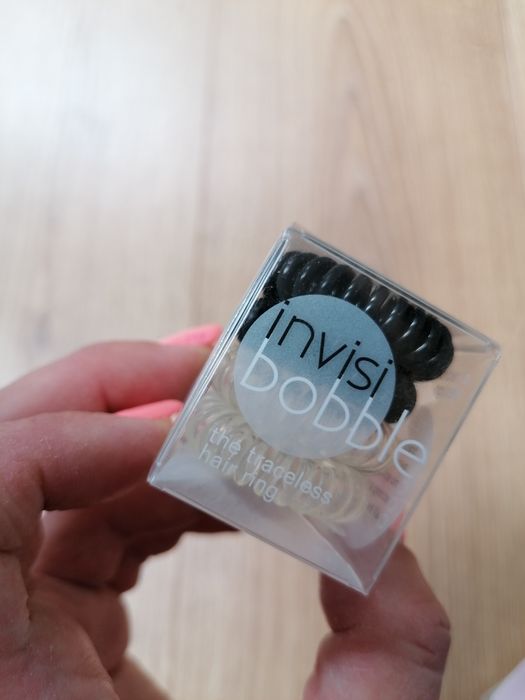 invisi
bobble
the traceless
hair ring